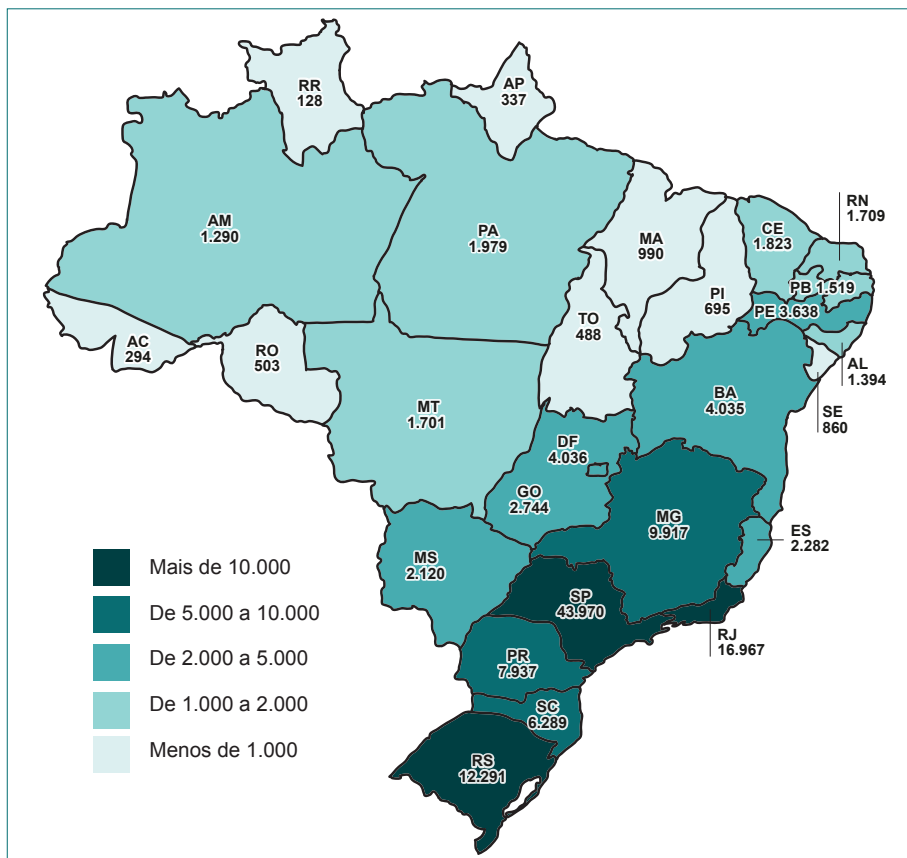 RR
128
AP
337
AM
1.290
PA
1.979
MA
990
CE
1.823
RN
1.709
PB 1.519
PI
695
PE 3.638
TO
488
AC
294
RO
503
AL
1.394
BA
4.035
SE
860
MT
1.701
DF
4.036
GO
2.744
MG
9.917
ES
2.282
MS
2.120
SP
43.970
RJ
16.967
PR
7.937
SC
6.289
RS
12.291
Mais de 10.000
De 5.000 a 10.000
De 2.000 a 5.000
De 1.000 a 2.000
Menos de 1.000